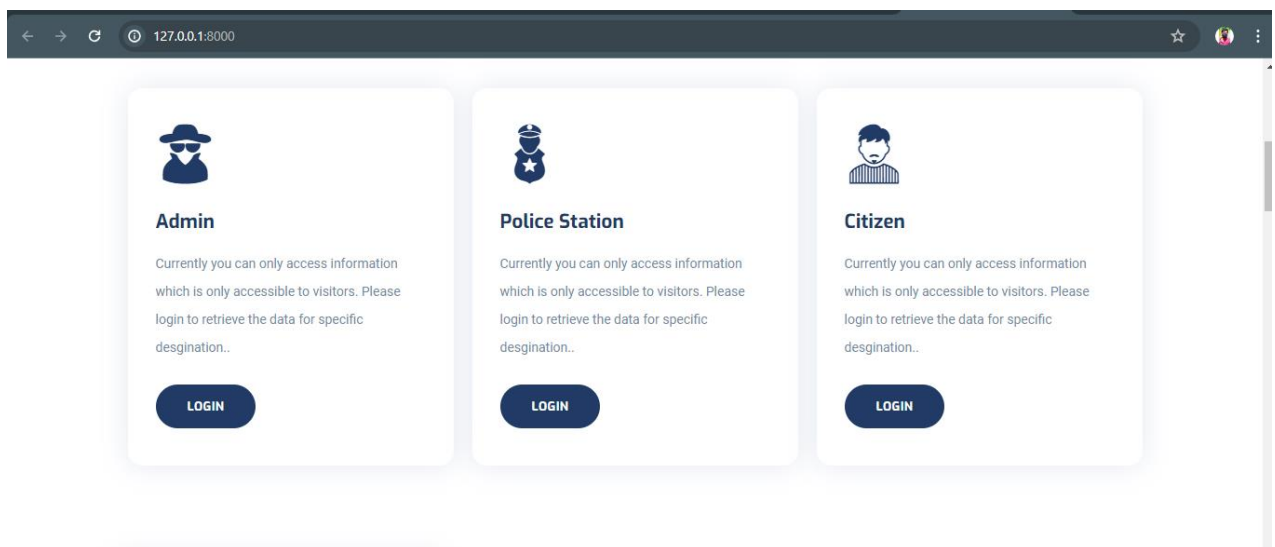 127.0.0.1:8000
Admin
Currently you can only access information
which is only accessible to visitors. Please
login to retrieve the data for specific
desgination..
LOGIN
Police Station
Currently you can only access information
which is only accessible to visitors. Please
login to retrieve the data for specific
desgination..
LOGIN
Citizen
Currently you can only access information
which is only accessible to visitors. Please
login to retrieve the data for specific
desgination..
LOGIN